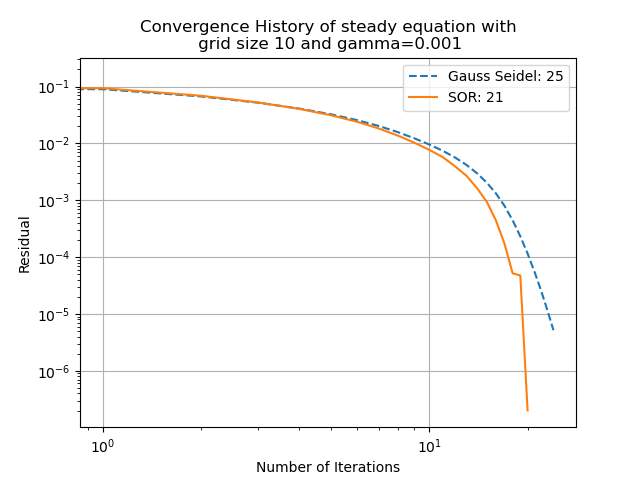 Convergence History of steady equation with
grid size 10 and gamma=0.001
Gauss Seidel: 25
SOR: 21
10⁻¹
10⁻²
10⁻³
10⁻⁴
10⁻⁵
10⁻⁶
Residual
10⁰ 10¹
Number of Iterations